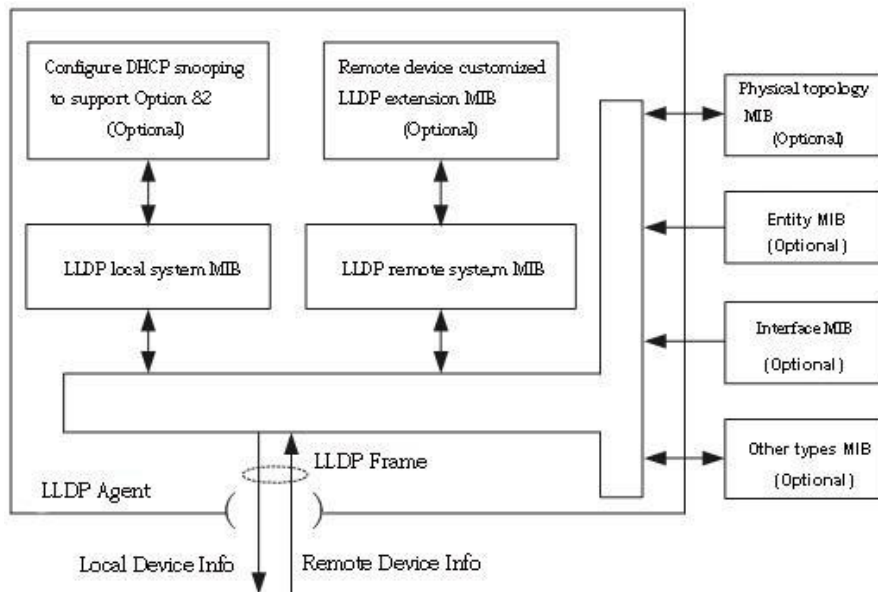 Configure DHCP snooping
to support Option 82
(Optional)
Remote device customized
LLDP extension MIB
(Optional)
Physical topology
MIB
(Optional)
LLDP local system MIB
LLDP remote syste,m MIB
Entity MIB
(Optional)
Interface MIB
(Optional)
Other types MIB
(Optional)
LLDP Frame
LLDP Agent
Local Device Info
Remote Device Info